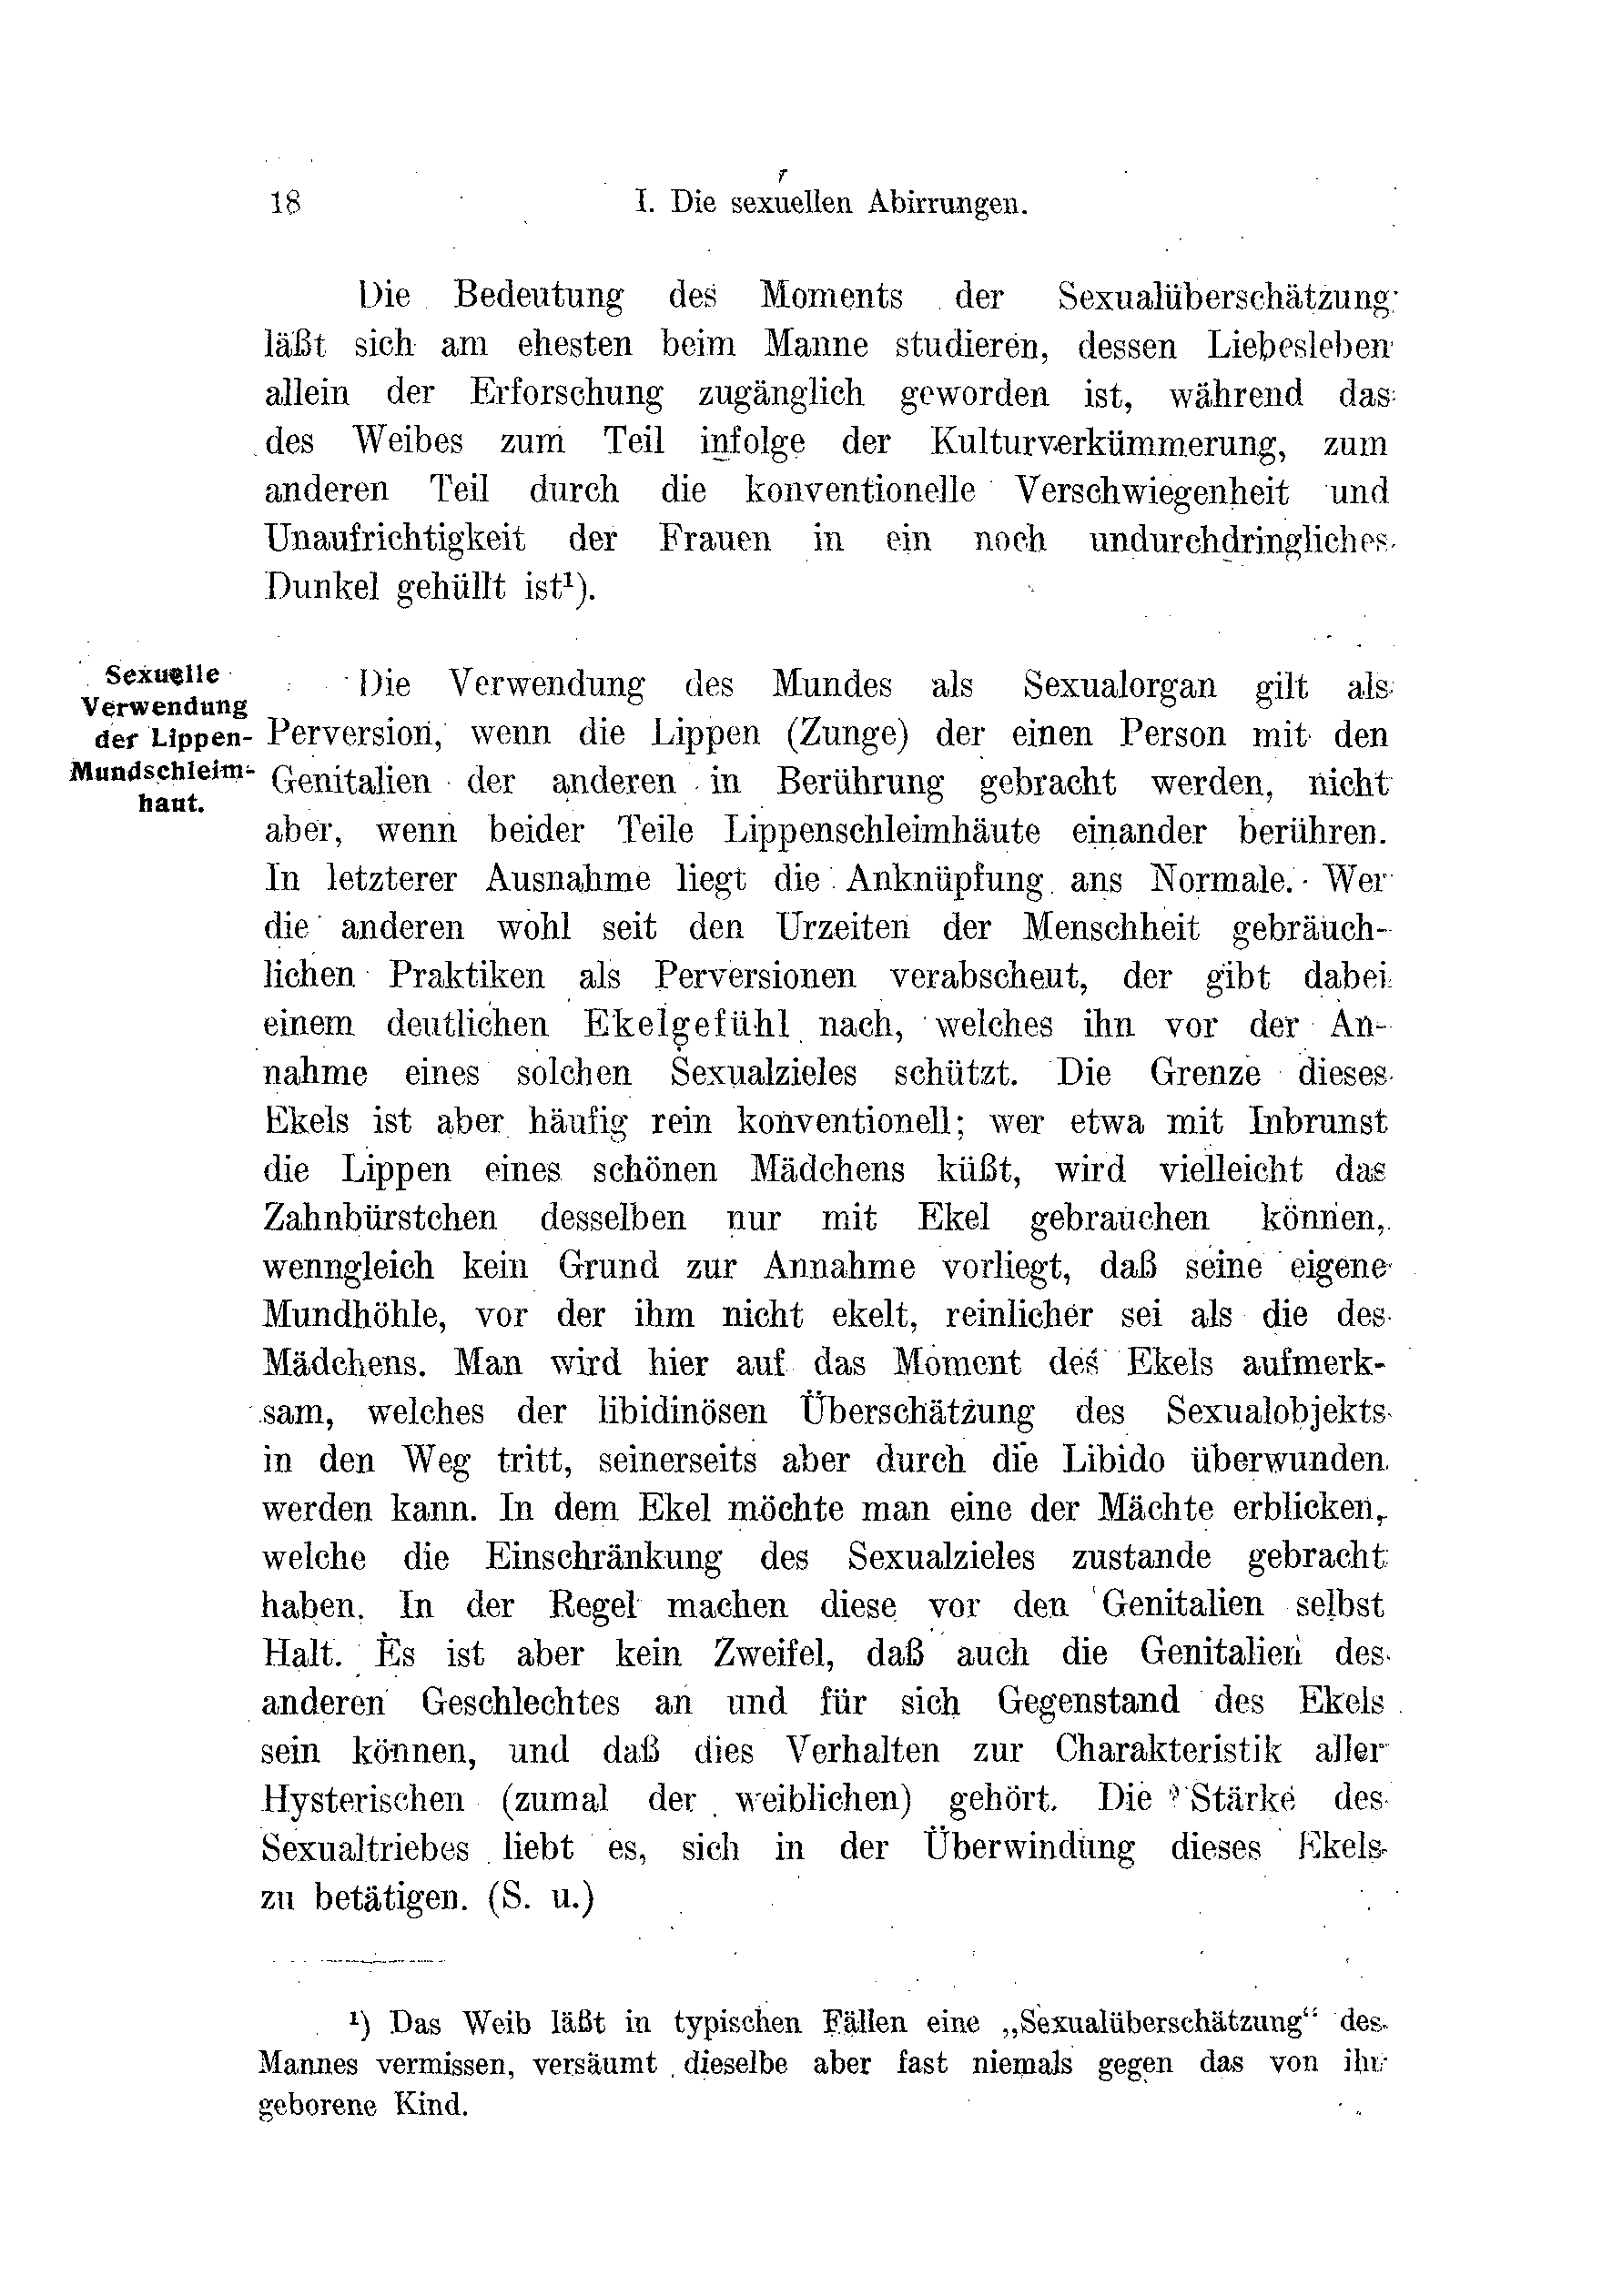 18
I. Die sexuellen Abirrungen.
Die Bedeutung des Moments der Sexualüberschätzung
läßt sich am ehesten beim Manne studieren, dessen Liebesleben
allein der Erforschung zugänglich geworden ist, während das
des Weibes zum Teil infolge der Kulturverkümmerung, zum
anderen Teil durch die konventionelle Verschwiegenheit und
Unaufrichtigkeit der Frauen in ein noch undurchdringliches
Dunkel gehüllt ist¹).
Sexuelle
Verwendung
der Lippen-
Mundschleim-
haut.
Die Verwendung des Mundes als Sexualorgan gilt als
Perversion, wenn die Lippen (Zunge) der einen Person mit den
Genitalien der anderen in Berührung gebracht werden, nicht
aber, wenn beider Teile Lippenschleimhäute einander berühren.
In letzterer Ausnahme liegt die Anknüpfung ans Normale. Wer
die anderen wohl seit den Urzeiten der Menschheit gebräuch-
lichen Praktiken als Perversionen verabscheut, der gibt dabei
einem deutlichen Ekelgefühl nach, welches ihn vor der An-
nahme eines solchen Sexualzieles schützt. Die Grenze dieses
Ekels ist aber häufig rein konventionell; wer etwa mit Inbrunst
die Lippen eines schönen Mädchens küßt, wird vielleicht das
Zahnbürstchen desselben nur mit Ekel gebrauchen können,
wenngleich kein Grund zur Annahme vorliegt, daß seine eigene
Mundhöhle, vor der ihm nicht ekelt, reinlicher sei als die des
Mädchens. Man wird hier auf das Moment des Ekels aufmerk-
sam, welches der libidinösen Überschätzung des Sexualobjekts
in den Weg tritt, seinerseits aber durch die Libido überwunden
werden kann. In dem Ekel möchte man eine der Mächte erblicken,
welche die Einschränkung des Sexualzieles zustande gebracht
haben. In der Regel machen diese vor den Genitalien selbst
Halt. Es ist aber kein Zweifel, daß auch die Genitalien des
anderen Geschlechtes an und für sich Gegenstand des Ekels
sein können, und daß dies Verhalten zur Charakteristik aller
Hysterischen (zumal der weiblichen) gehört. Die Stärke des
Sexualtriebes liebt es, sich in der Überwindung dieses Ekels
zu betätigen. (S. u.)
¹) Das Weib läßt in typischen Fällen eine „Sexualüberschätzung“ des
Mannes vermissen, versäumt dieselbe aber fast niemals gegen das von ihr
geborene Kind.